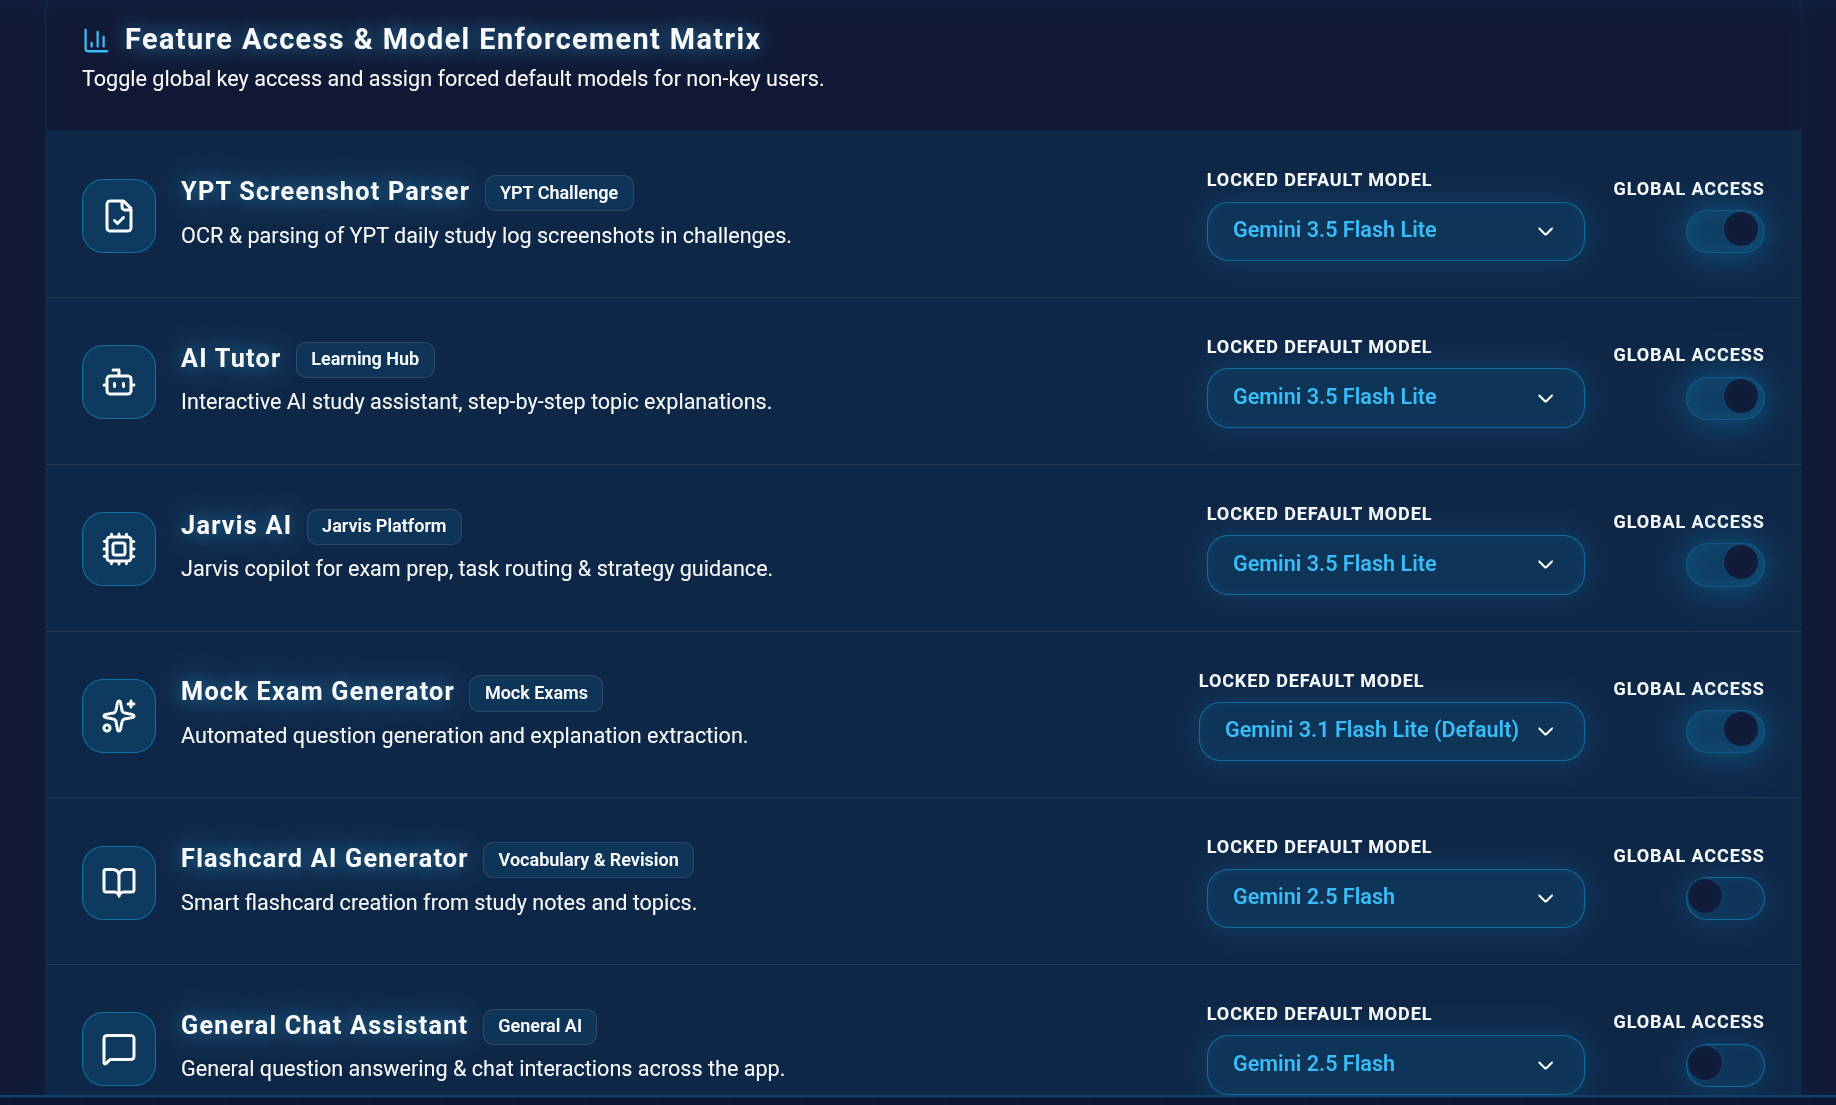 Feature Access & Model Enforcement Matrix
Toggle global key access and assign forced default models for non-key users.
YPT Screenshot Parser
YPT Challenge
OCR & parsing of YPT daily study log screenshots in challenges.
LOCKED DEFAULT MODEL
Gemini 3.5 Flash Lite
GLOBAL ACCESS
AI Tutor
Learning Hub
Interactive AI study assistant, step-by-step topic explanations.
LOCKED DEFAULT MODEL
Gemini 3.5 Flash Lite
GLOBAL ACCESS
Jarvis AI
Jarvis Platform
Jarvis copilot for exam prep, task routing & strategy guidance.
LOCKED DEFAULT MODEL
Gemini 3.5 Flash Lite
GLOBAL ACCESS
Mock Exam Generator
Mock Exams
Automated question generation and explanation extraction.
LOCKED DEFAULT MODEL
Gemini 3.1 Flash Lite (Default)
GLOBAL ACCESS
Flashcard AI Generator
Vocabulary & Revision
Smart flashcard creation from study notes and topics.
LOCKED DEFAULT MODEL
Gemini 2.5 Flash
GLOBAL ACCESS
General Chat Assistant
General AI
General question answering & chat interactions across the app.
LOCKED DEFAULT MODEL
Gemini 2.5 Flash
GLOBAL ACCESS